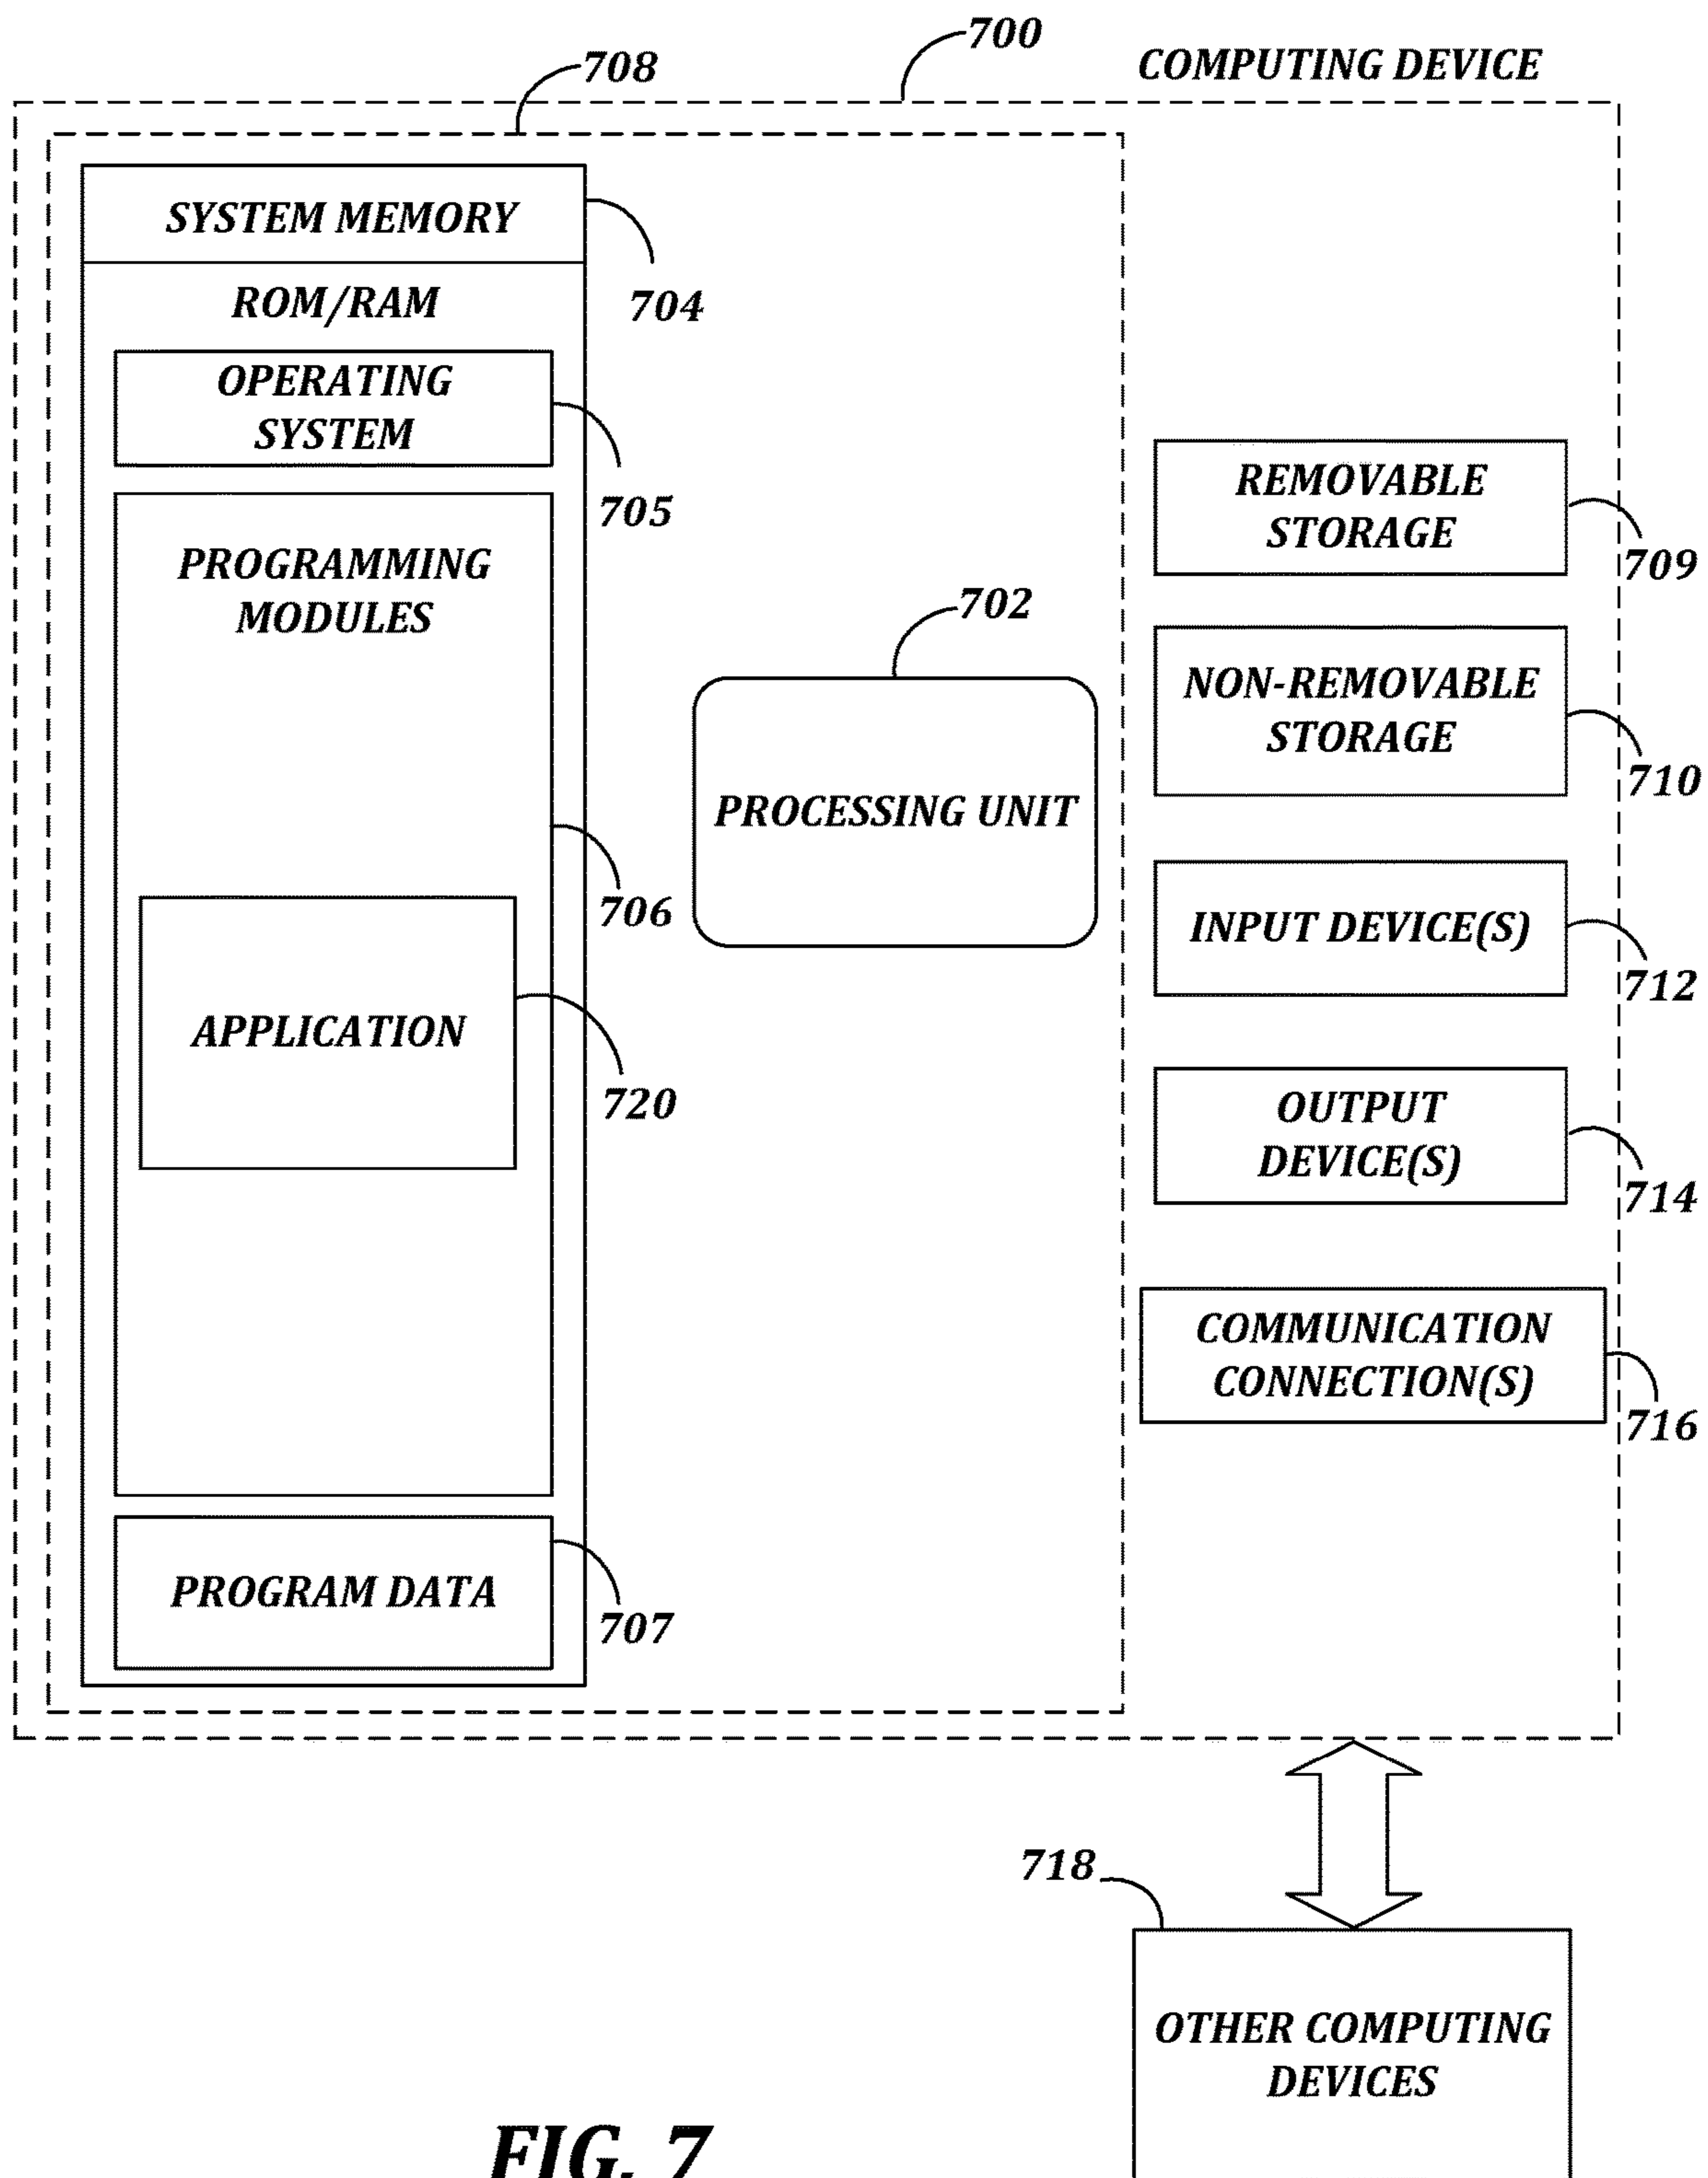 700
COMPUTING DEVICE
708
SYSTEM MEMORY
704
ROM/RAM
OPERATING
SYSTEM
705
PROGRAMMING
MODULES
706
APPLICATION
720
PROGRAM DATA
707
702
PROCESSING UNIT
REMOVABLE
STORAGE
709
NON-REMOVABLE
STORAGE
710
INPUT DEVICE(S)
712
OUTPUT
DEVICE(S)
714
COMMUNICATION
CONNECTION(S)
716
718
OTHER COMPUTING
DEVICES
FIG. 7